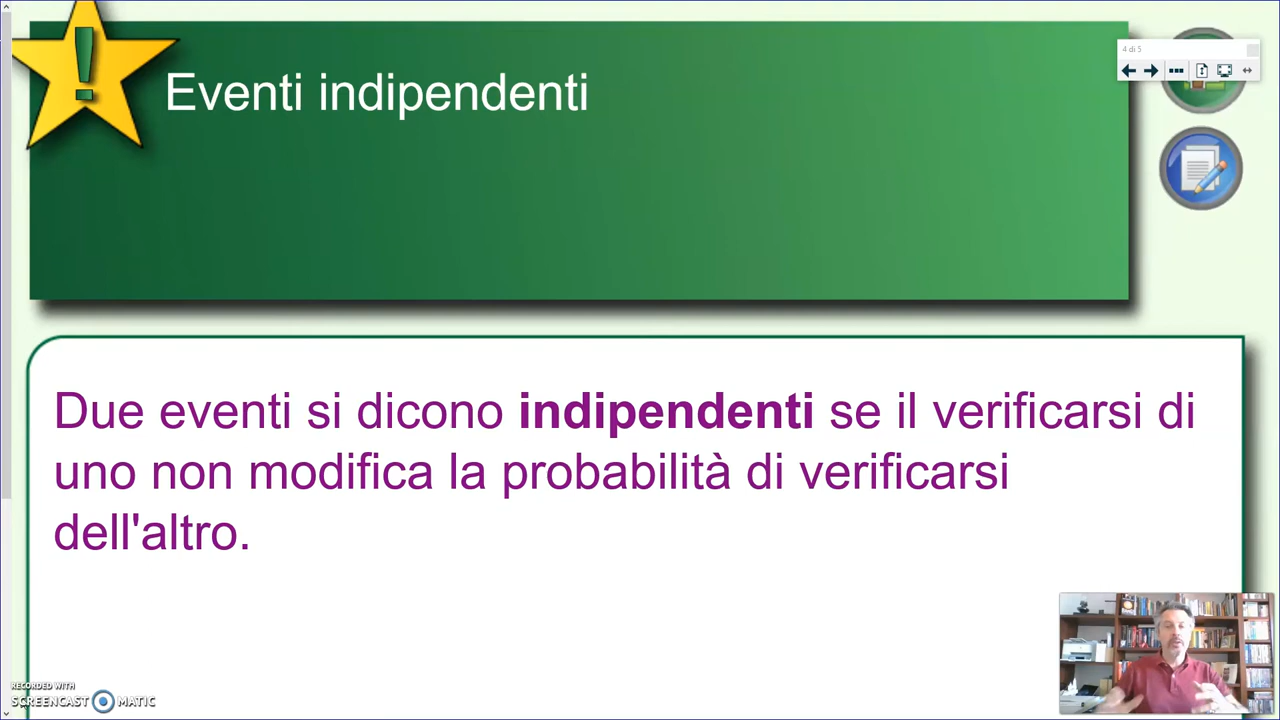 Eventi indipendenti
4 di 5
Due eventi si dicono indipendenti se il verificarsi di
uno non modifica la probabilità di verificarsi
dell'altro.
RECORDED WITH
SCREENCAST MATIC